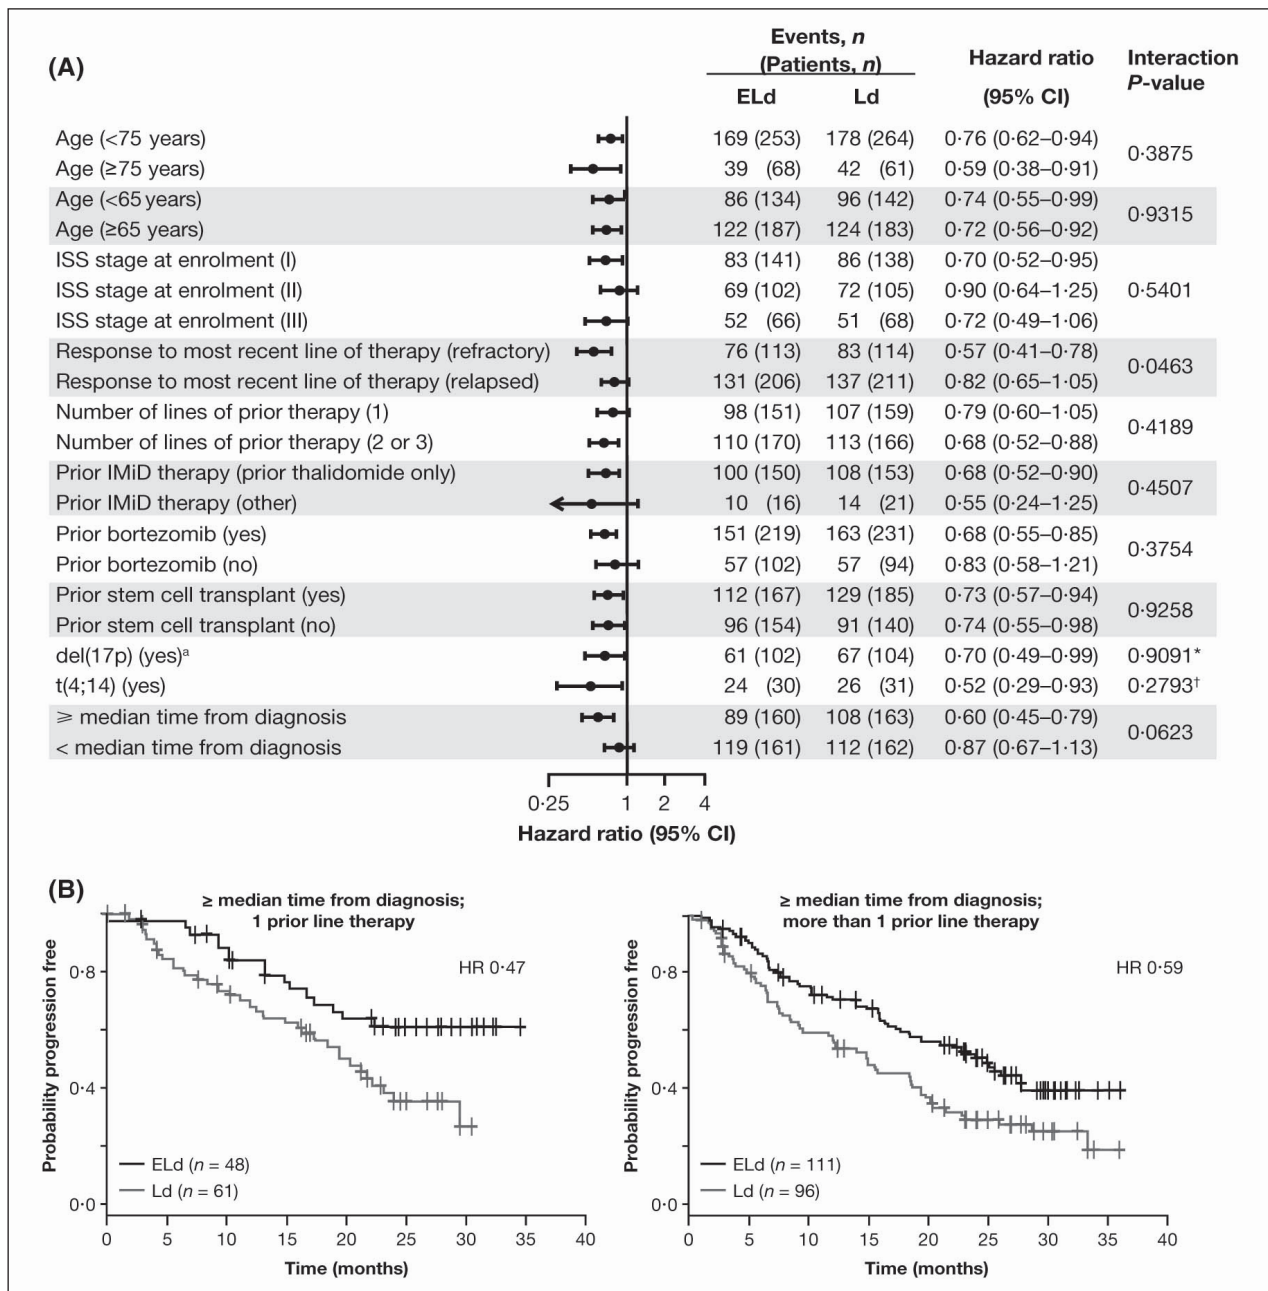 (A)
Events, n
(Patients, n)
Hazard ratio
(95% CI)
Interaction
P-value
ELd Ld
Age (<75 years) 169 (253) 178 (264) 0·76 (0·62–0·94)
0·3875
Age (≥75 years) 39 (68) 42 (61) 0·59 (0·38–0·91)
Age (<65 years) 86 (134) 96 (142) 0·74 (0·55–0·99)
0·9315
Age (≥65 years) 122 (187) 124 (183) 0·72 (0·56–0·92)
ISS stage at enrolment (I) 83 (141) 86 (138) 0·70 (0·52–0·95)
ISS stage at enrolment (II) 69 (102) 72 (105) 0·90 (0·64–1·25) 0·5401
ISS stage at enrolment (III) 52 (66) 51 (68) 0·72 (0·49–1·06)
Response to most recent line of therapy (refractory) 76 (113) 83 (114) 0·57 (0·41–0·78)
0·0463
Response to most recent line of therapy (relapsed) 131 (206) 137 (211) 0·82 (0·65–1·05)
Number of lines of prior therapy (1) 98 (151) 107 (159) 0·79 (0·60–1·05)
0·4189
Number of lines of prior therapy (2 or 3) 110 (170) 113 (166) 0·68 (0·52–0·88)
Prior IMiD therapy (prior thalidomide only) 100 (150) 108 (153) 0·68 (0·52–0·90)
0·4507
Prior IMiD therapy (other) 10 (16) 14 (21) 0·55 (0·24–1·25)
Prior bortezomib (yes) 151 (219) 163 (231) 0·68 (0·55–0·85)
0·3754
Prior bortezomib (no) 57 (102) 57 (94) 0·83 (0·58–1·21)
Prior stem cell transplant (yes) 112 (167) 129 (185) 0·73 (0·57–0·94)
0·9258
Prior stem cell transplant (no) 96 (154) 91 (140) 0·74 (0·55–0·98)
del(17p) (yes)ª 61 (102) 67 (104) 0·70 (0·49–0·99) 0·9091*
t(4;14) (yes) 24 (30) 26 (31) 0·52 (0·29–0·93) 0·2793†
⩾ median time from diagnosis 89 (160) 108 (163) 0·60 (0·45–0·79)
0·0623
< median time from diagnosis 119 (161) 112 (162) 0·87 (0·67–1·13)
0·25 1 2 4
Hazard ratio (95% CI)
(B)
≥ median time from diagnosis;
1 prior line therapy
HR 0·47
Probability progression free
0·8
0·4
0·0
ELd (n = 48)
Ld (n = 61)
0 5 10 15 20 25 30 35 40
Time (months)
≥ median time from diagnosis;
more than 1 prior line therapy
HR 0·59
Probability progression free
0·8
0·4
0·0
ELd (n = 111)
Ld (n = 96)
0 5 10 15 20 25 30 35 40
Time (months)